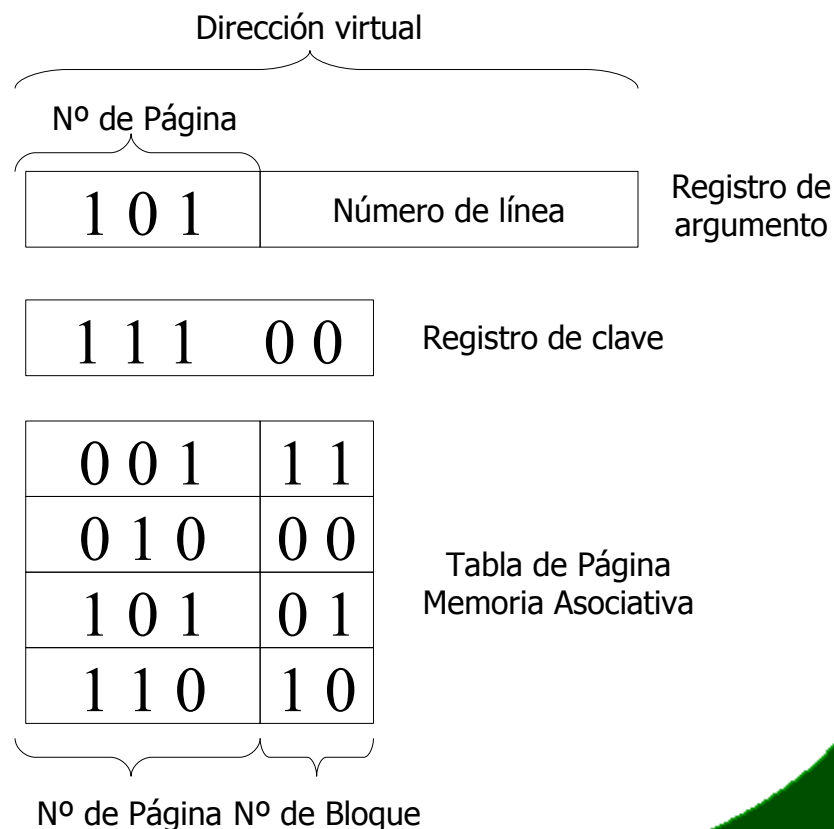 Dirección virtual
Nº de Página
1 0 1
Número de línea
Registro de
argumento
1 1 1 0 0
Registro de clave
0 0 1 1 1
0 1 0 0 0
1 0 1 0 1
1 1 0 1 0
Tabla de Página
Memoria Asociativa
Nº de Página Nº de Bloque